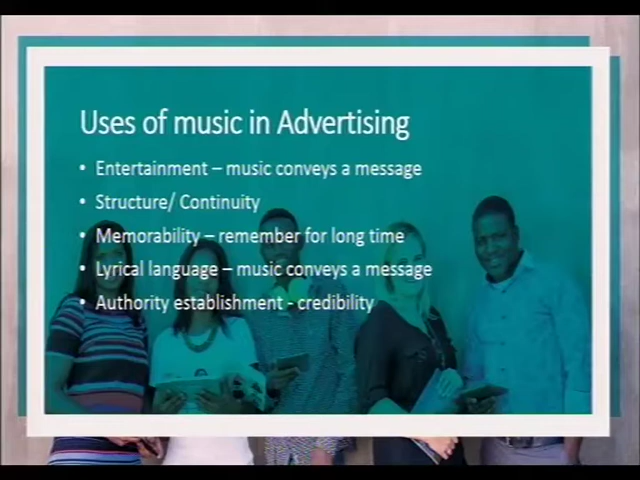 Uses of music in Advertising
• Entertainment – music conveys a message
• Structure/ Continuity
• Memorability – remember for long time
• Lyrical language – music conveys a message
• Authority establishment - credibility